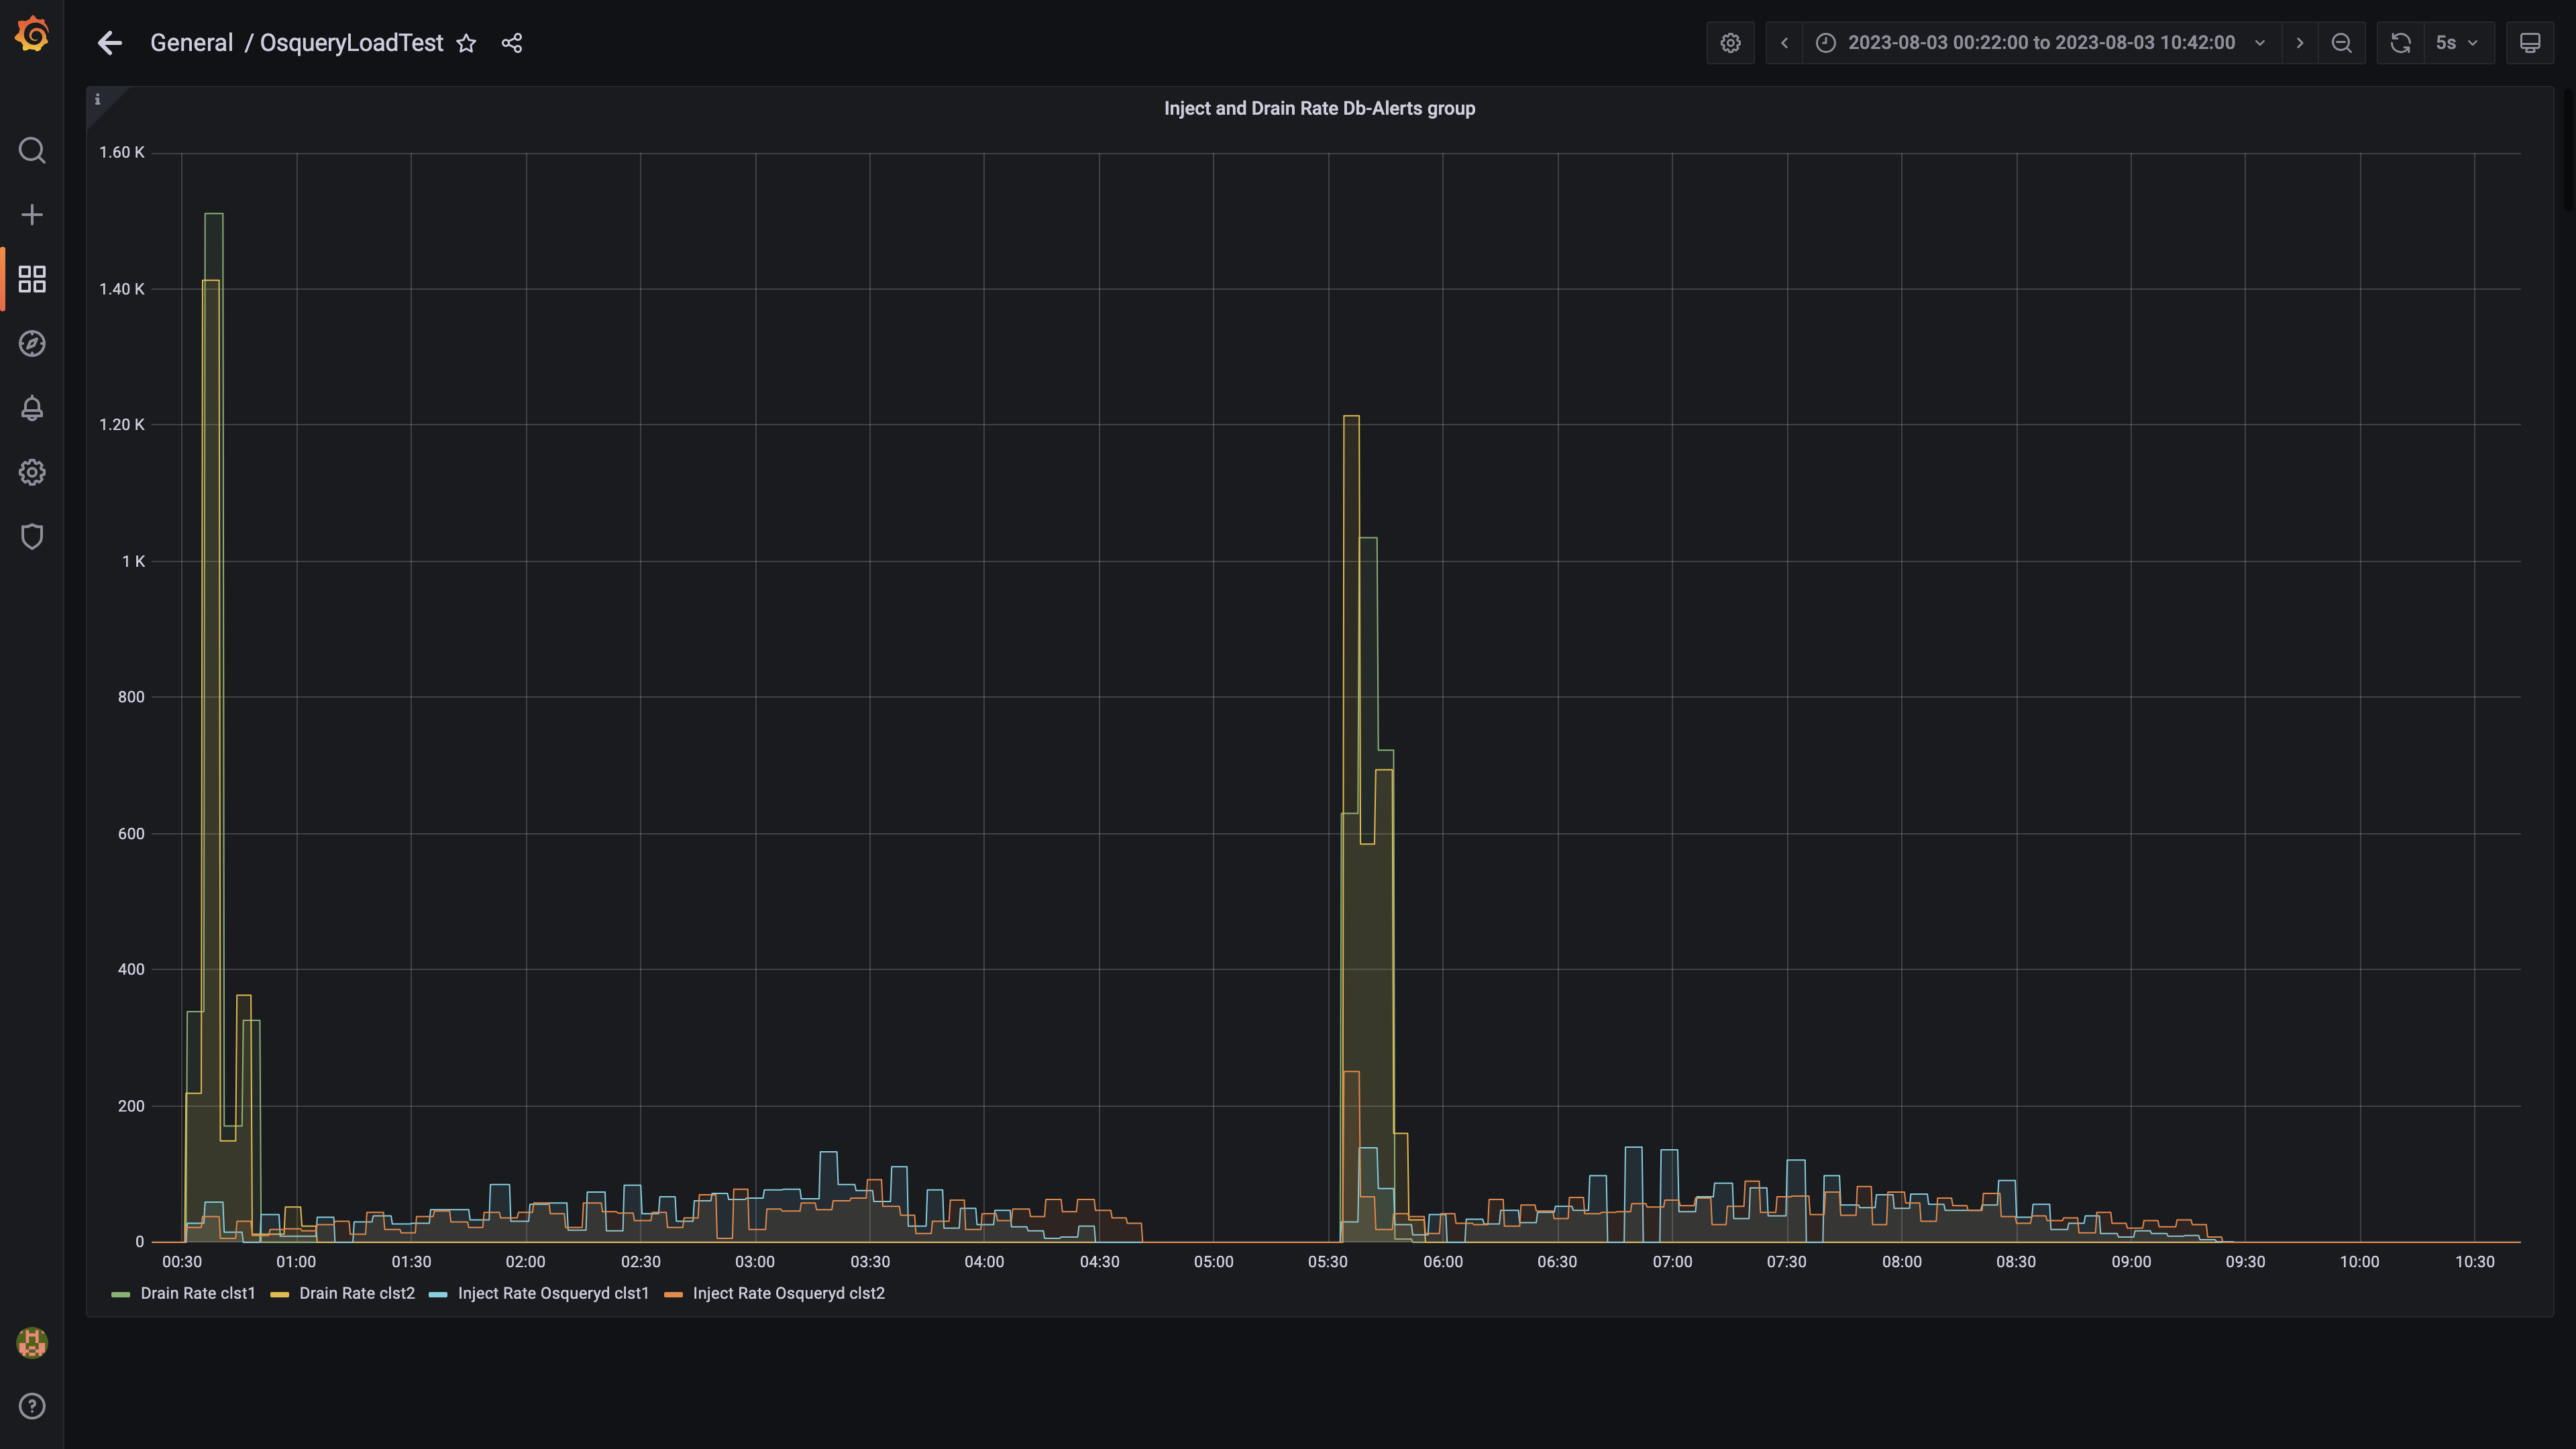 General / OsqueryLoadTest
2023-08-03 00:22:00 to 2023-08-03 10:42:00
5s
i
Inject and Drain Rate Db-Alerts group
1.60 K
1.40 K
1.20 K
1 K
800
600
400
200
0
00:30 01:00 01:30 02:00 02:30 03:00 03:30 04:00 04:30 05:00 05:30 06:00 06:30 07:00 07:30 08:00 08:30 09:00 09:30 10:00 10:30
Drain Rate clst1 Drain Rate clst2 Inject Rate Osqueryd clst1 Inject Rate Osqueryd clst2
?